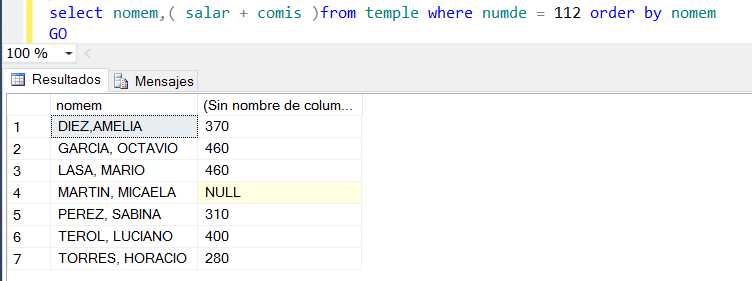 select nomem,( salar + comis )from temple where numde = 112 order by nomem
GO
100 %
Resultados Mensajes
nomem (Sin nombre de colum...
1 DIEZ,AMELIA 370
2 GARCIA, OCTAVIO 460
3 LASA, MARIO 460
4 MARTIN, MICAELA NULL
5 PEREZ, SABINA 310
6 TEROL, LUCIANO 400
7 TORRES, HORACIO 280